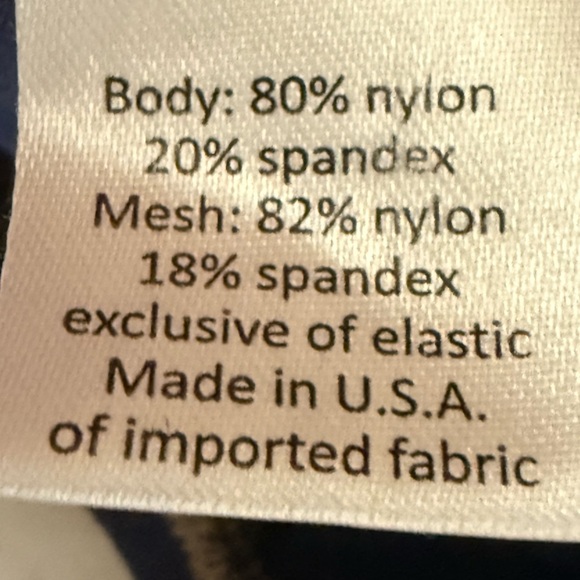 Body: 80% nylon
20% spandex
Mesh: 82% nylon
18% spandex
exclusive of elastic
Made in U.S.A.
of imported fabric